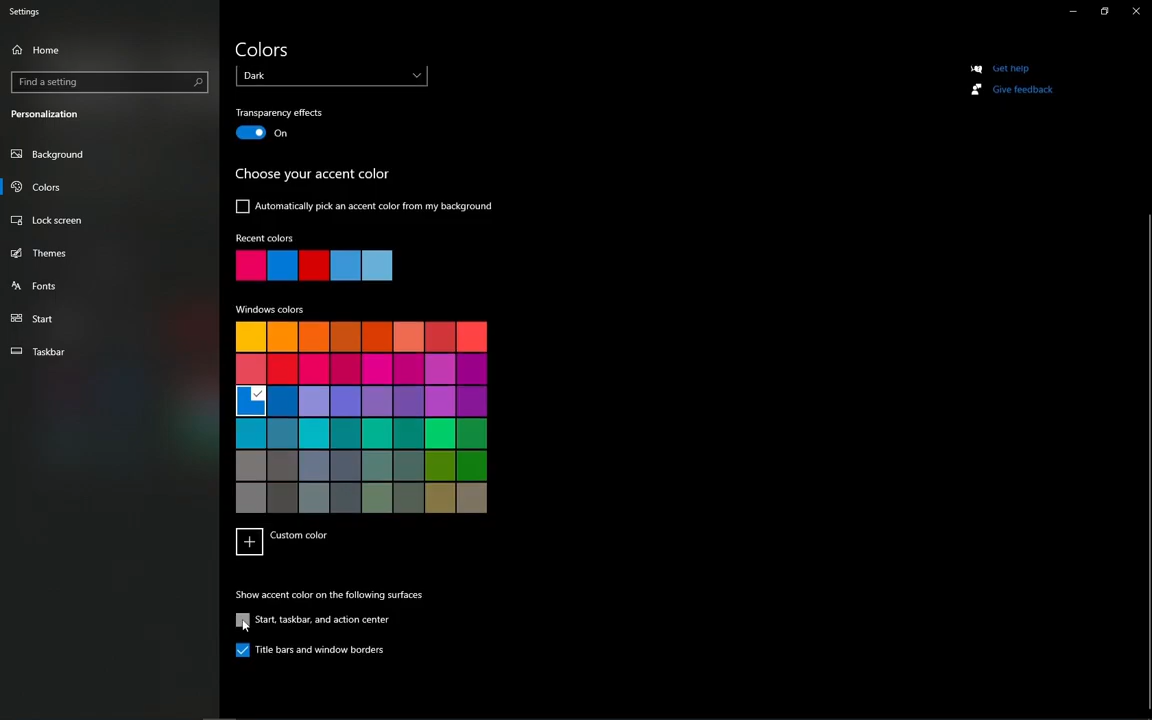 Settings
Home
Find a setting
Personalization
Background
Colors
Lock screen
Themes
Fonts
Start
Taskbar
Colors
Dark
Transparency effects
On
Choose your accent color
Automatically pick an accent color from my background
Recent colors
Windows colors
Custom color
Show accent color on the following surfaces
Start, taskbar, and action center
Title bars and window borders
Get help
Give feedback